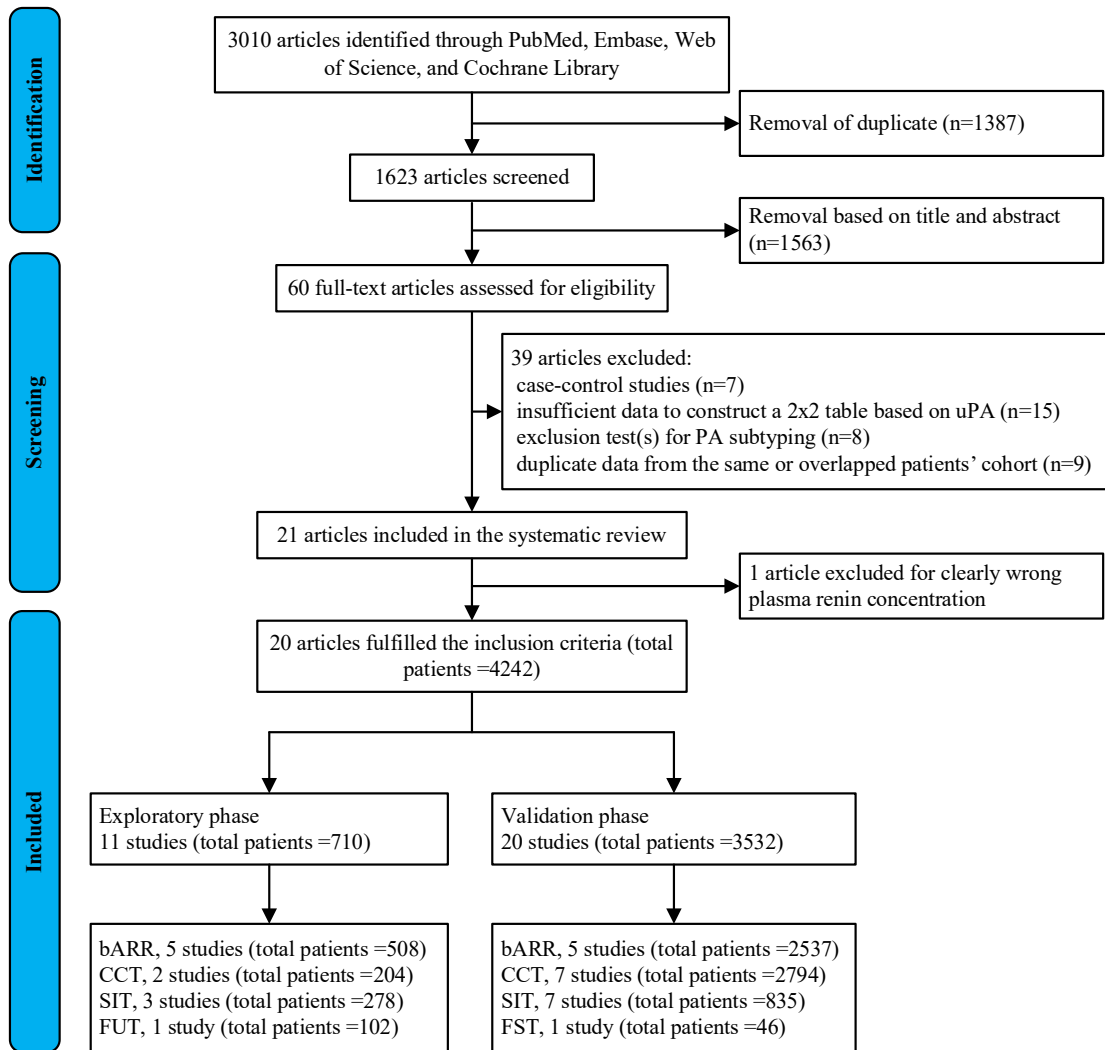 Identification
3010 articles identified through PubMed, Embase, Web
of Science, and Cochrane Library
Removal of duplicate (n=1387)
1623 articles screened
Removal based on title and abstract
(n=1563)
Screening
60 full-text articles assessed for eligibility
39 articles excluded:
case-control studies (n=7)
insufficient data to construct a 2x2 table based on uPA (n=15)
exclusion test(s) for PA subtyping (n=8)
duplicate data from the same or overlapped patients’ cohort (n=9)
21 articles included in the systematic review
1 article excluded for clearly wrong
plasma renin concentration
Included
20 articles fulfilled the inclusion criteria (total
patients =4242)
Exploratory phase
11 studies (total patients =710)
Validation phase
20 studies (total patients =3532)
bARR, 5 studies (total patients =508)
CCT, 2 studies (total patients =204)
SIT, 3 studies (total patients =278)
FUT, 1 study (total patients =102)
bARR, 5 studies (total patients =2537)
CCT, 7 studies (total patients =2794)
SIT, 7 studies (total patients =835)
FST, 1 study (total patients =46)